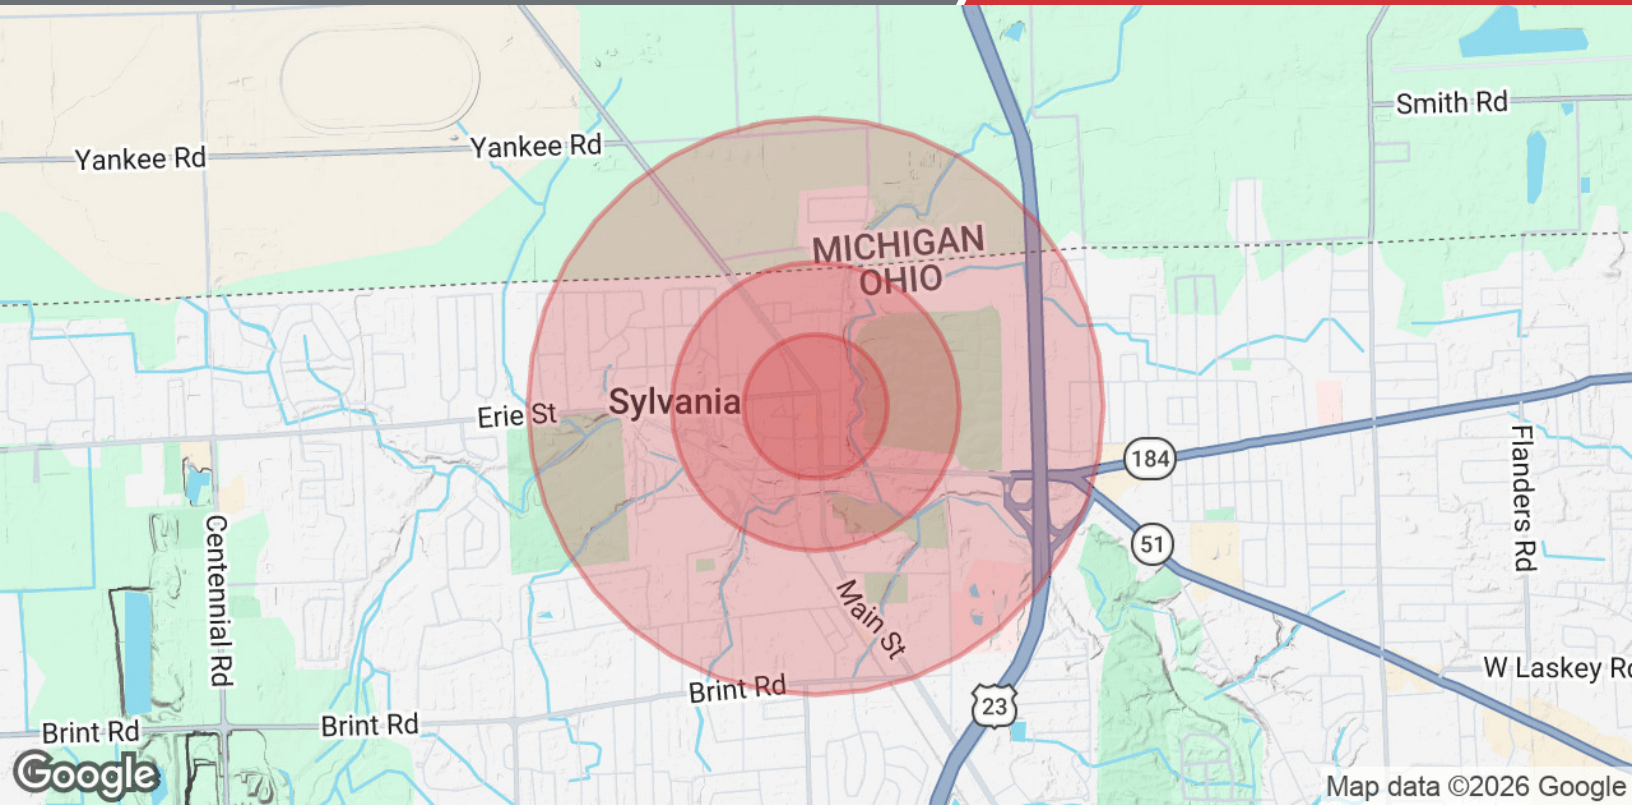 Smith Rd
Yankee Rd
Yankee Rd
MICHIGAN
OHIO
Sylvania
Erie St
184
Flanders Rd
Centennial Rd
51
Main St
W Laskey Rd
Brint Rd
23
Brint Rd
Brint Rd
Google
Map data ©2026 Google